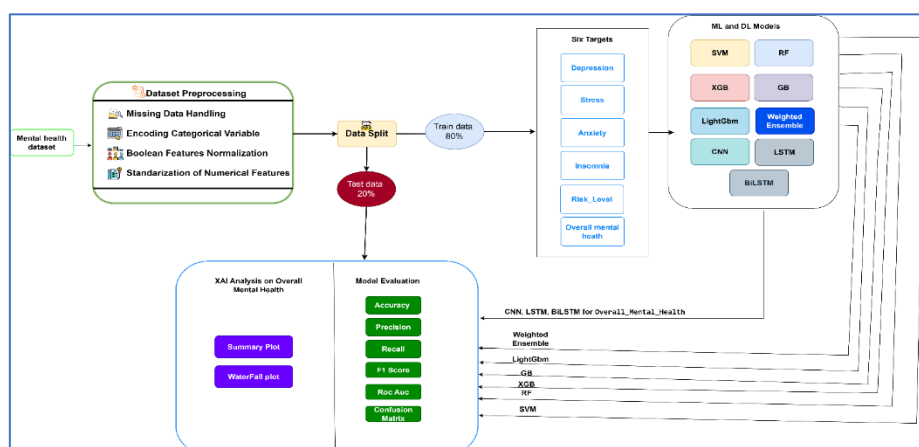 Mental health
dataset
Dataset Preprocessing
Missing Data Handling
Encoding Categorical Variable
Boolean Features Normalization
Standarization of Numerical Features
Data Split
Train data
80%
Test data
20%
Six Targets
Depression
Stress
Anxiety
Insomnia
Risk_Level
Overall mental
heath
ML and DL Models
SVM
RF
XGB
GB
LightGbm
Weighted
Ensemble
CNN
LSTM
BiLSTM
XAI Analysis on Overall
Mental Health
Summary Plot
WaterFall plot
Model Evaluation
Accuracy
Precision
Recall
F1 Score
Roc Auc
Confusion
Matrix
CNN, LSTM, BiLSTM for Overall_Mental_Health
Weighted
Ensemble
LightGbm
GB
XGB
RF
SVM